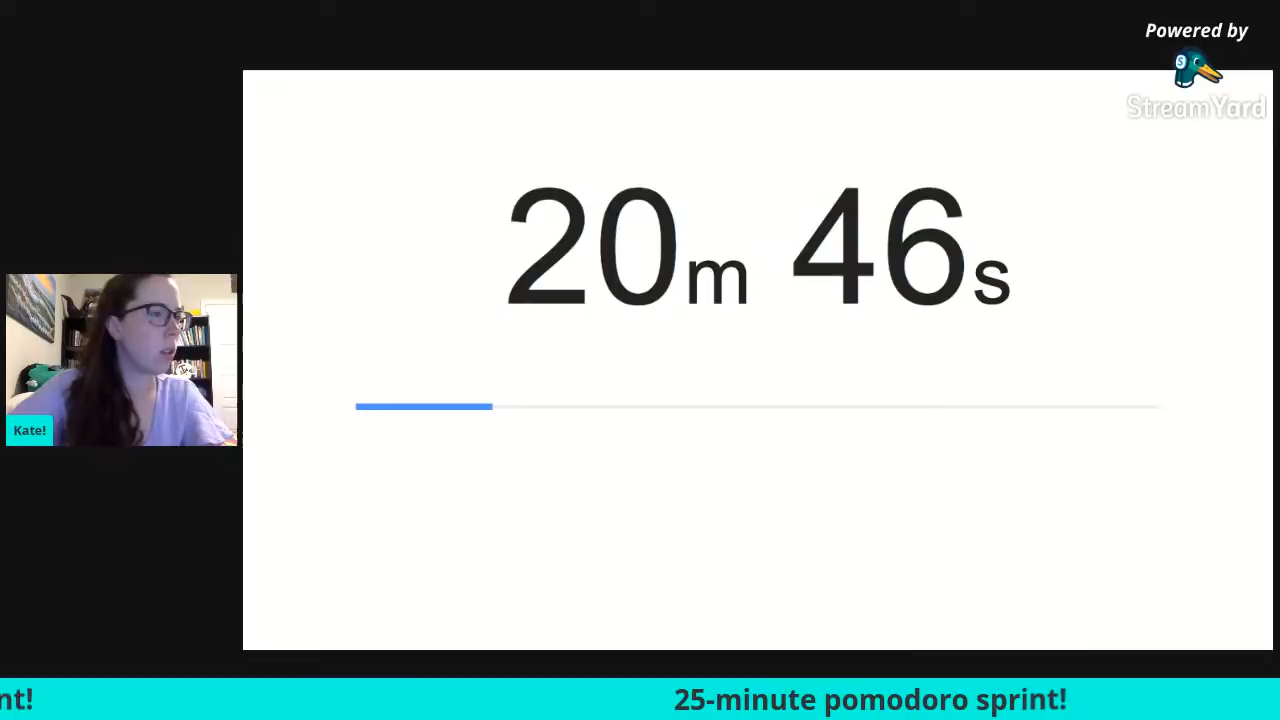 Powered by
S
StreamYard
20m 46s
Kate!
nt!
25-minute pomodoro sprint!